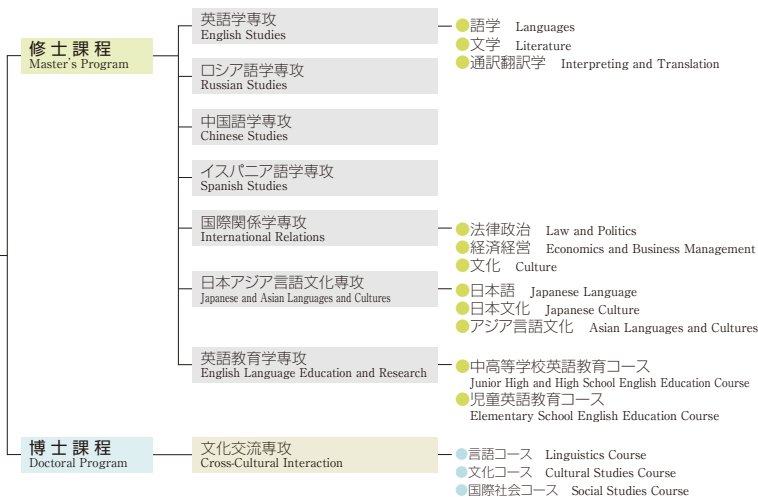 修士課程
Master's Program
英語学専攻
English Studies
●語学 Languages
●文学 Literature
●通訳翻訳学 Interpreting and Translation
ロシア語学専攻
Russian Studies
中国語学専攻
Chinese Studies
イスパニア語学専攻
Spanish Studies
国際関係学専攻
International Relations
●法律政治 Law and Politics
●経済経営 Economics and Business Management
●文化 Culture
日本アジア言語文化専攻
Japanese and Asian Languages and Cultures
●日本語 Japanese Language
●日本文化 Japanese Culture
●アジア言語文化 Asian Languages and Cultures
英語教育学専攻
English Language Education and Research
●中高等学校英語教育コース
Junior High and High School English Education Course
●児童英語教育コース
Elementary School English Education Course
博士課程
Doctoral Program
文化交流専攻
Cross-Cultural Interaction
●言語コース Linguistics Course
●文化コース Cultural Studies Course
●国際社会コース Social Studies Course